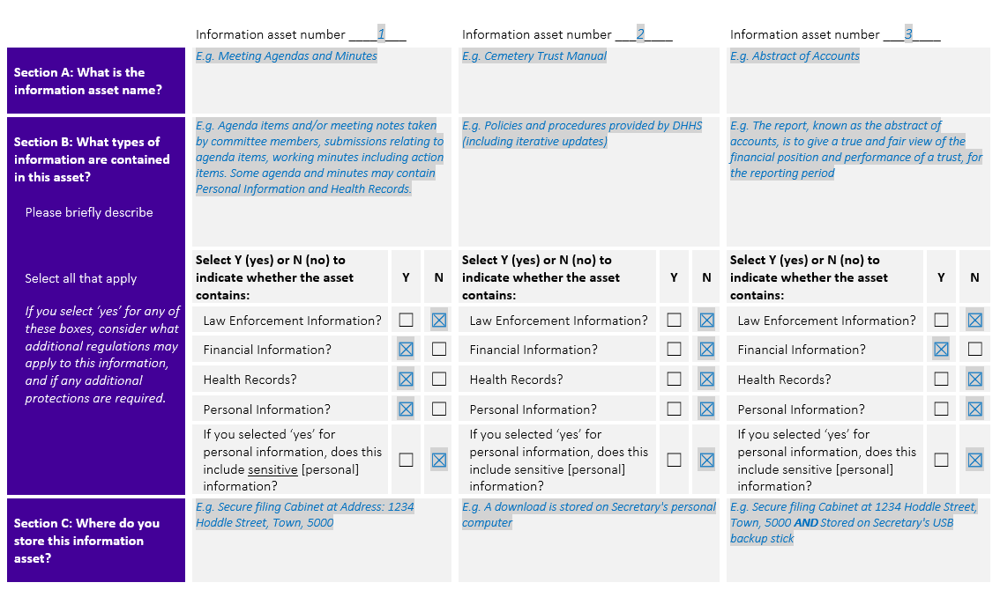 Information asset number ____1___
Information asset number ___2____
Information asset number ___3____
Section A: What is the
information asset name?
E.g. Meeting Agendas and Minutes
E.g. Cemetery Trust Manual
E.g. Abstract of Accounts
Section B: What types of
information are contained
in this asset?
Please briefly describe
E.g. Agenda items and/or meeting notes taken
by committee members, submissions relating to
agenda items, working minutes including action
items. Some agenda and minutes may contain
Personal Information and Health Records.
E.g. Policies and procedures provided by DHHS
(including iterative updates)
E.g. The report, known as the abstract of
accounts, is to give a true and fair view of the
financial position and performance of a trust, for
the reporting period
Select all that apply
If you select ‘yes’ for any of
these boxes, consider what
additional regulations may
apply to this information,
and if any additional
protections are required.
Select Y (yes) or N (no) to
indicate whether the asset
contains:
Y N
Select Y (yes) or N (no) to
indicate whether the asset
contains:
Y N
Select Y (yes) or N (no) to
indicate whether the asset
contains:
Y N
Law Enforcement Information? ☐ ☒
Law Enforcement Information? ☐ ☒
Law Enforcement Information? ☐ ☒
Financial Information? ☒ ☐
Financial Information? ☐ ☒
Financial Information? ☒ ☐
Health Records? ☒ ☐
Health Records? ☐ ☒
Health Records? ☐ ☒
Personal Information? ☒ ☐
Personal Information? ☐ ☒
Personal Information? ☐ ☒
If you selected ‘yes’ for
personal information, does this
include sensitive [personal]
information?
☐ ☒
If you selected ‘yes’ for
personal information, does this
include sensitive [personal]
information?
☐ ☒
If you selected ‘yes’ for
personal information, does this
include sensitive [personal]
information?
☐ ☒
Section C: Where do you
store this information
asset?
E.g. Secure filing Cabinet at Address: 1234
Hoddle Street, Town, 5000
E.g. A download is stored on Secretary's personal
computer
E.g. Secure filing Cabinet at 1234 Hoddle Street,
Town, 5000 AND Stored on Secretary's USB
backup stick